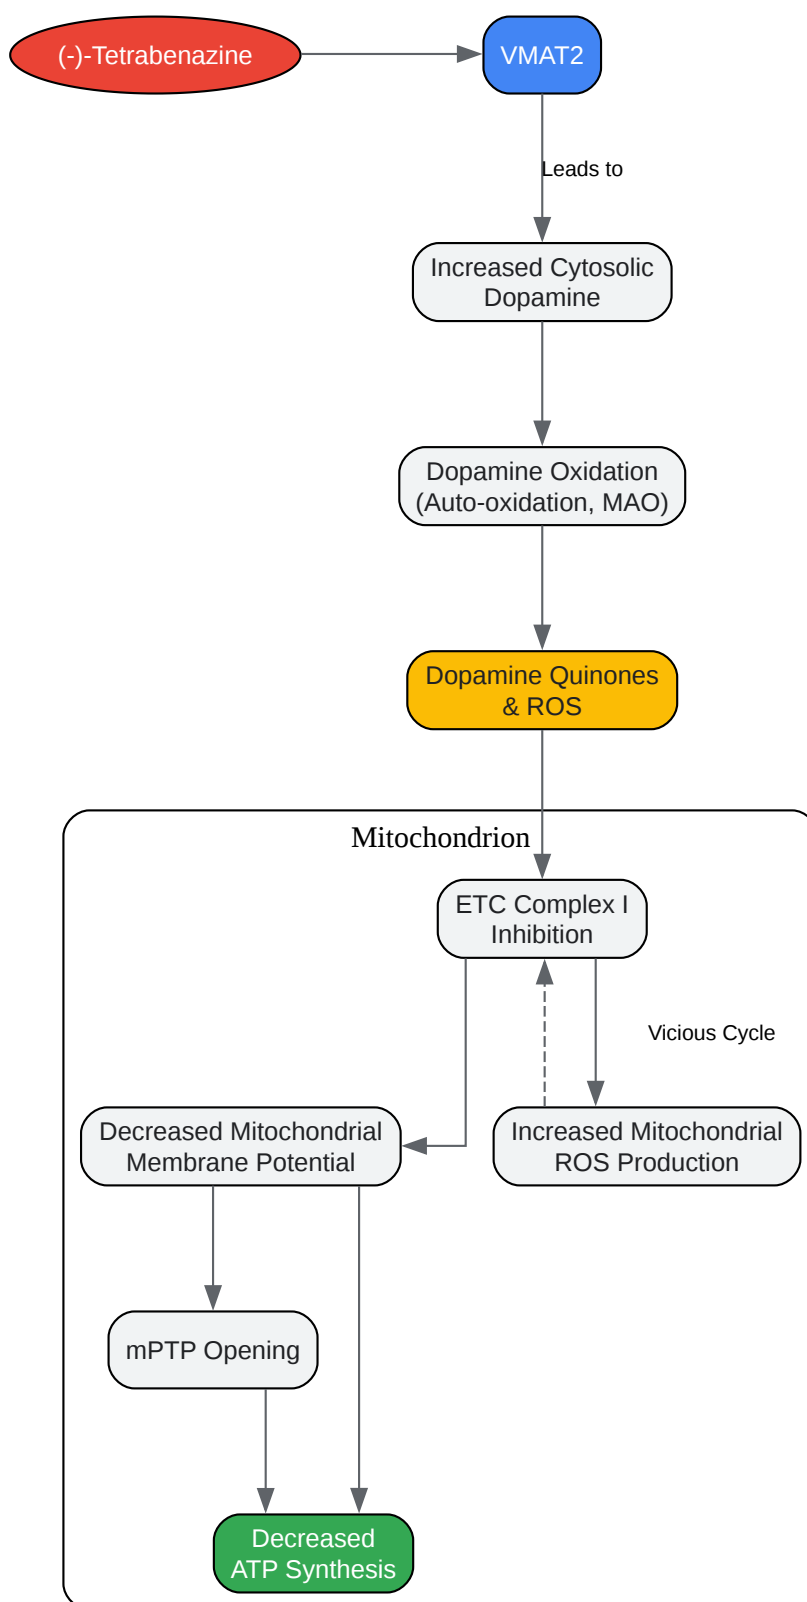 (-)-Tetrabenazine
VMAT2
Leads to
Increased Cytosolic
Dopamine
Dopamine Oxidation
(Auto-oxidation, MAO)
Dopamine Quinones
& ROS
Mitochondrion
ETC Complex I
Inhibition
Vicious Cycle
Decreased Mitochondrial
Membrane Potential
Increased Mitochondrial
ROS Production
mPTP Opening
Decreased
ATP Synthesis